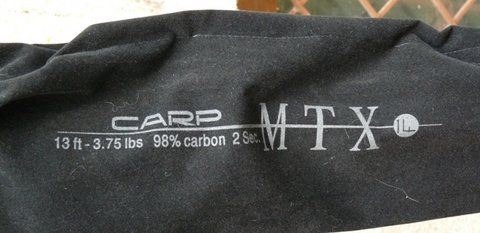 CARP MTX
13 ft - 3.75 lbs 98% carbon 2 Sec.